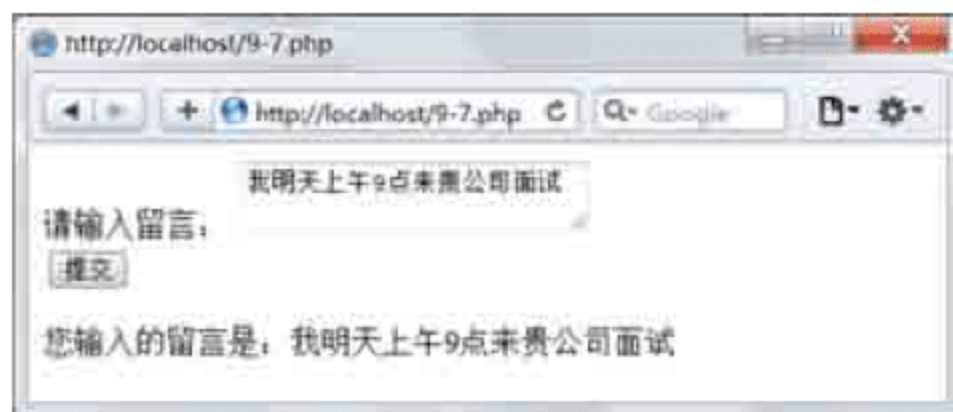 http://localhost/9-7.php
http://localhost/9-7.php
Google
我明天上午9点来贵公司面试
请输入留言：
提交
您输入的留言是：我明天上午9点来贵公司面试